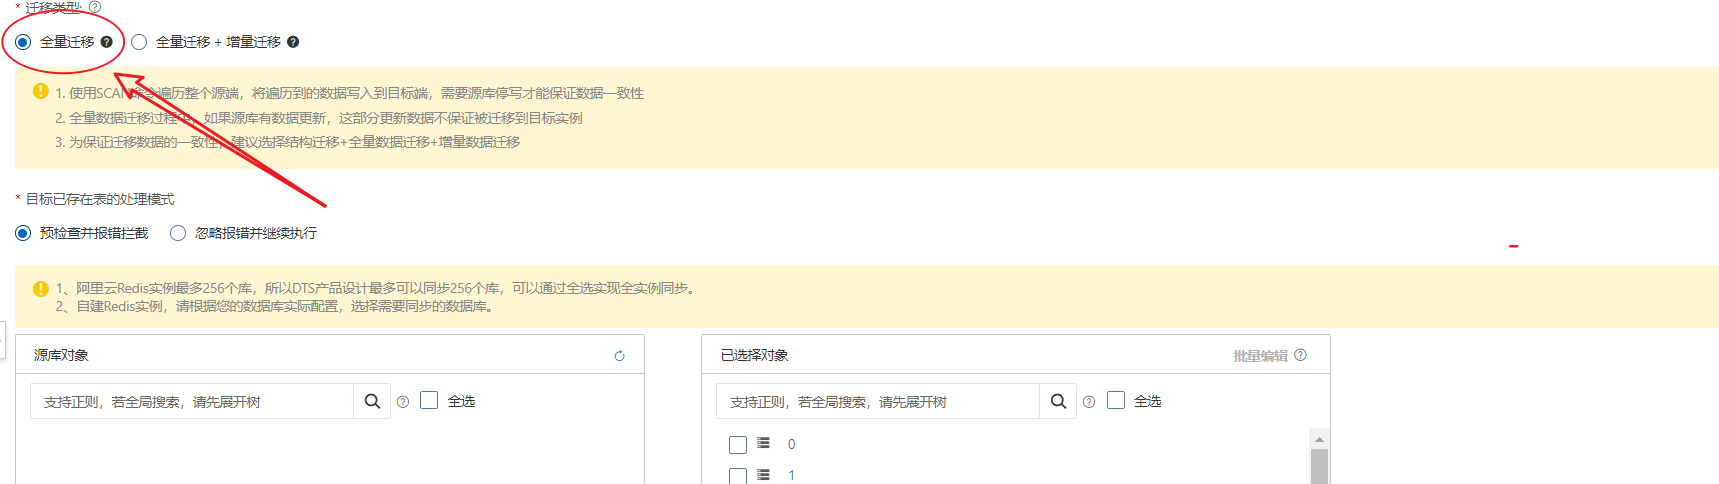 * 迁移类型:
全量迁移 全量迁移 + 增量迁移
1. 使用SCAN命令遍历整个源端，将遍历到的数据写入到目标端，需要源库停写才能保证数据一致性
2. 全量数据迁移过程中，如果源库有数据更新，这部分更新数据不保证被迁移到目标实例
3. 为保证迁移数据的一致性，建议选择结构迁移+全量数据迁移+增量数据迁移
* 目标已存在表的处理模式
预检查并报错拦截 忽略报错并继续执行
1、阿里云Redis实例最多256个库，所以DTS产品设计最多可以同步256个库，可以通过全选实现全实例同步。
2、自建Redis实例，请根据您的数据库实际配置，选择需要同步的数据库。
源库对象
支持正则，若全局搜索，请先展开树 全选
已选择对象 批量编辑
支持正则，若全局搜索，请先展开树 全选
0
1